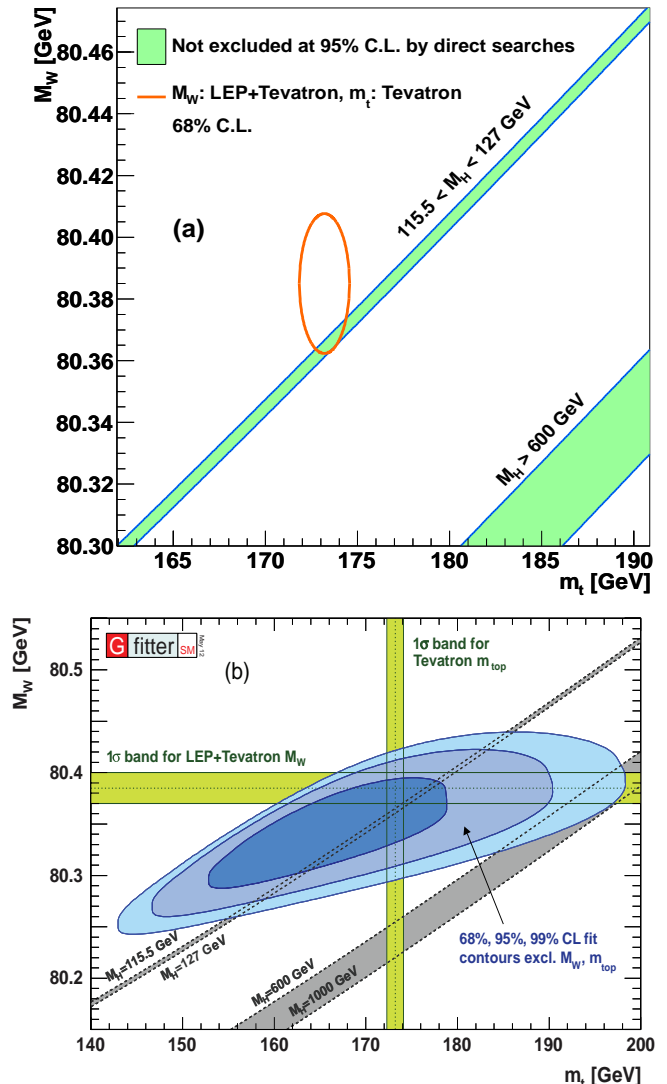 M_W [GeV]
80.46
80.44
80.42
80.40
80.38
80.36
80.34
80.32
80.30
Not excluded at 95% C.L. by direct searches
M_W: LEP+Tevatron, m_t: Tevatron
68% C.L.
(a)
115.5 < M_H < 127 GeV
M_H > 600 GeV
165 170 175 180 185 190
m_t [GeV]
M_W [GeV]
80.5
80.4
80.3
80.2
G fitter SM
May 12
(b)
1σ band for
Tevatron m_top
1σ band for LEP+Tevatron M_W
68%, 95%, 99% CL fit
contours excl. M_W, m_top
M_H=115.5 GeV
M_H=127 GeV
M_H=600 GeV
M_H=1000 GeV
140 150 160 170 180 190 200
m_t [GeV]